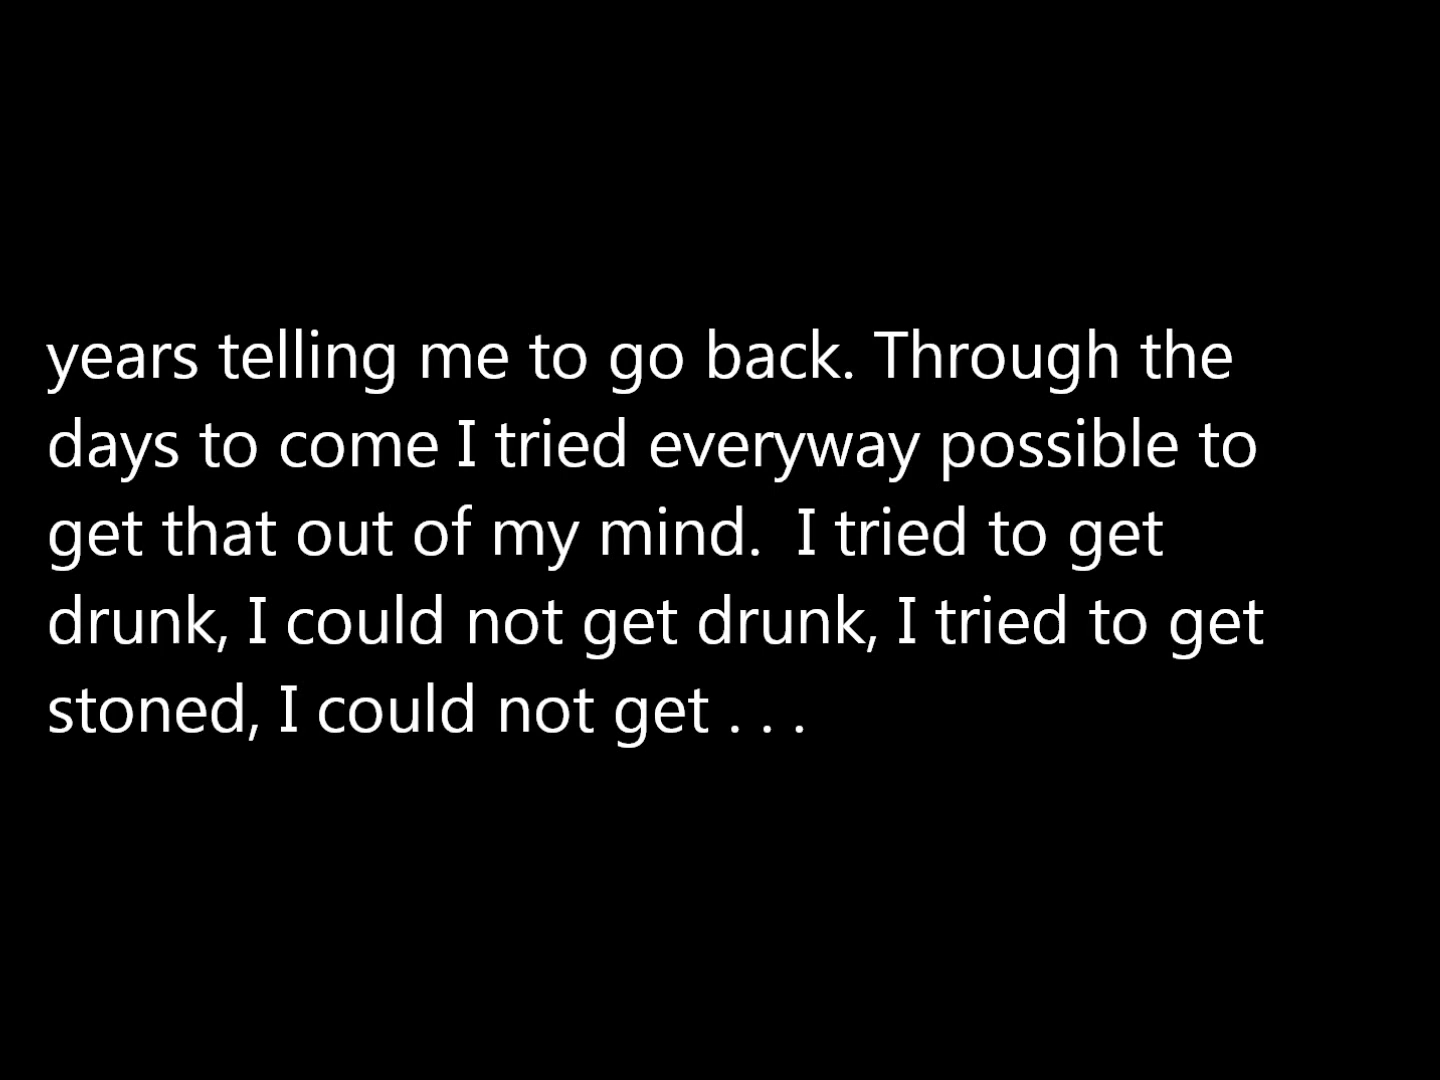 years telling me to go back. Through the
days to come I tried everyway possible to
get that out of my mind.  I tried to get
drunk, I could not get drunk, I tried to get
stoned, I could not get . . .